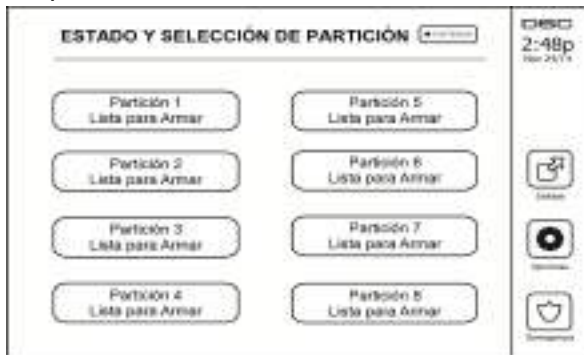 ESTADO Y SELECCIÓN DE PARTICIÓN
DSC
2:48p
Partición 1
Lista para Armar
Partición 5
Lista para Armar
Partición 2
Lista para Armar
Partición 6
Lista para Armar
Partición 3
Lista para Armar
Partición 7
Lista para Armar
Partición 4
Lista para Armar
Partición 8
Lista para Armar
Opciones
Emergencia